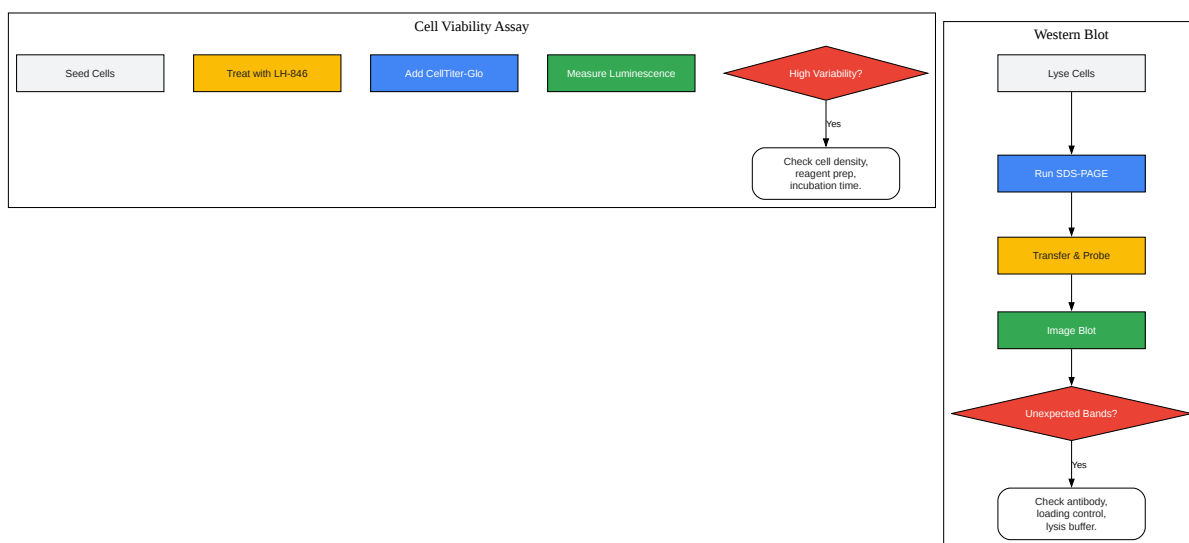 Cell Viability Assay
Seed Cells
Treat with LH-846
Add CellTiter-Glo
Measure Luminescence
High Variability?
Yes
Check cell density,
reagent prep,
incubation time.
Western Blot
Lyse Cells
Run SDS-PAGE
Transfer & Probe
Image Blot
Unexpected Bands?
Yes
Check antibody,
loading control,
lysis buffer.